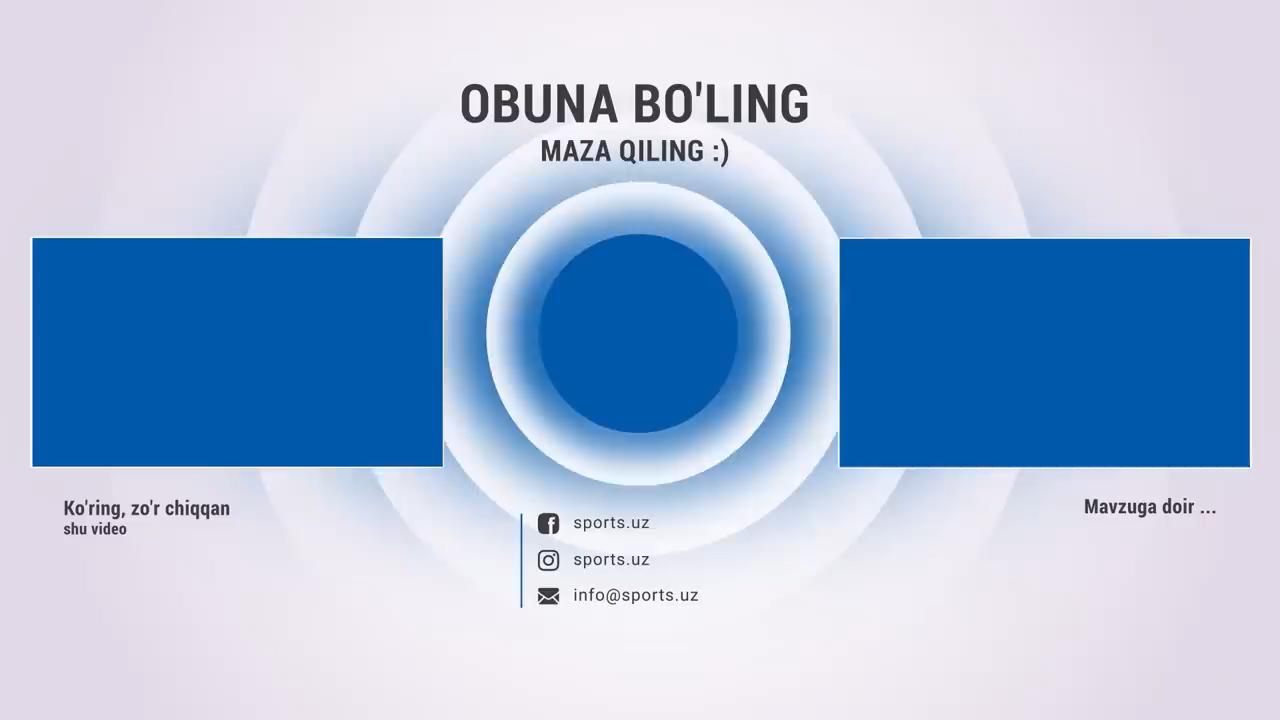 OBUNA BO'LING
MAZA QILING :)
Ko'ring, zo'r chiqqan
shu video
Mavzuga doir ...
sports.uz
sports.uz
info@sports.uz